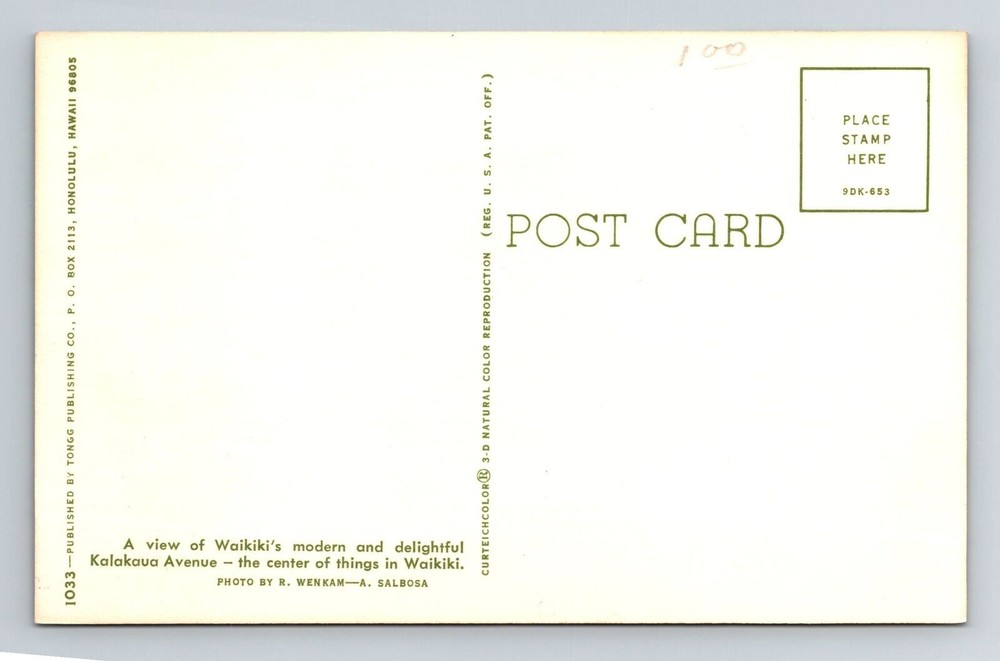 1033—PUBLISHED BY TONGG PUBLISHING CO., P. O. BOX 2113, HONOLULU, HAWAII 96805
A view of Waikiki's modern and delightful
Kalakaua Avenue – the center of things in Waikiki.
PHOTO BY R. WENKAM—A. SALBOSA
CURTEICHCOLOR® 3-D NATURAL COLOR REPRODUCTION (REG. U. S. A. PAT. OFF.)
1 00
POST CARD
PLACE
STAMP
HERE
9DK-653